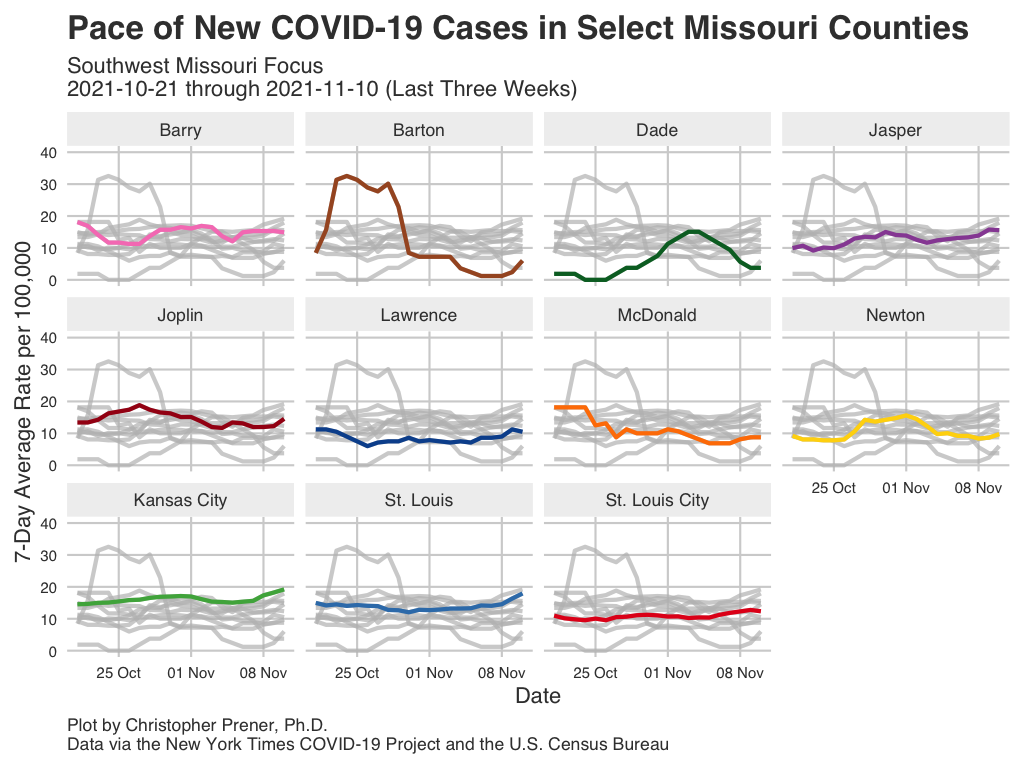 Pace of New COVID-19 Cases in Select Missouri Counties
Southwest Missouri Focus
2021-10-21 through 2021-11-10 (Last Three Weeks)
7-Day Average Rate per 100,000
Barry Barton Dade Jasper
40
30
20
10
0
Joplin Lawrence McDonald Newton
40
30
20
10
0
25 Oct 01 Nov 08 Nov
Kansas City St. Louis St. Louis City
40
30
20
10
0
25 Oct 01 Nov 08 Nov 25 Oct 01 Nov 08 Nov 25 Oct 01 Nov 08 Nov
Date
Plot by Christopher Prener, Ph.D.
Data via the New York Times COVID-19 Project and the U.S. Census Bureau